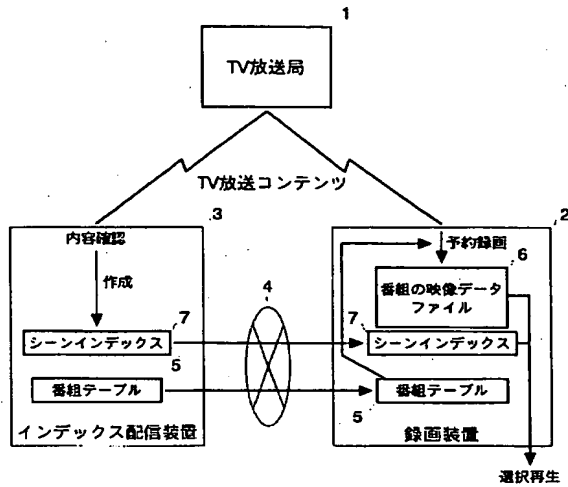 1
TV放送局
TV放送コンテンツ
3
2
内容確認
予約録画
6
作成
4
番組の映像データ
ファイル
7
7
シーンインデックス
シーンインデックス
5
番組テーブル
番組テーブル
5
インデックス配信装置
録画装置
選択再生